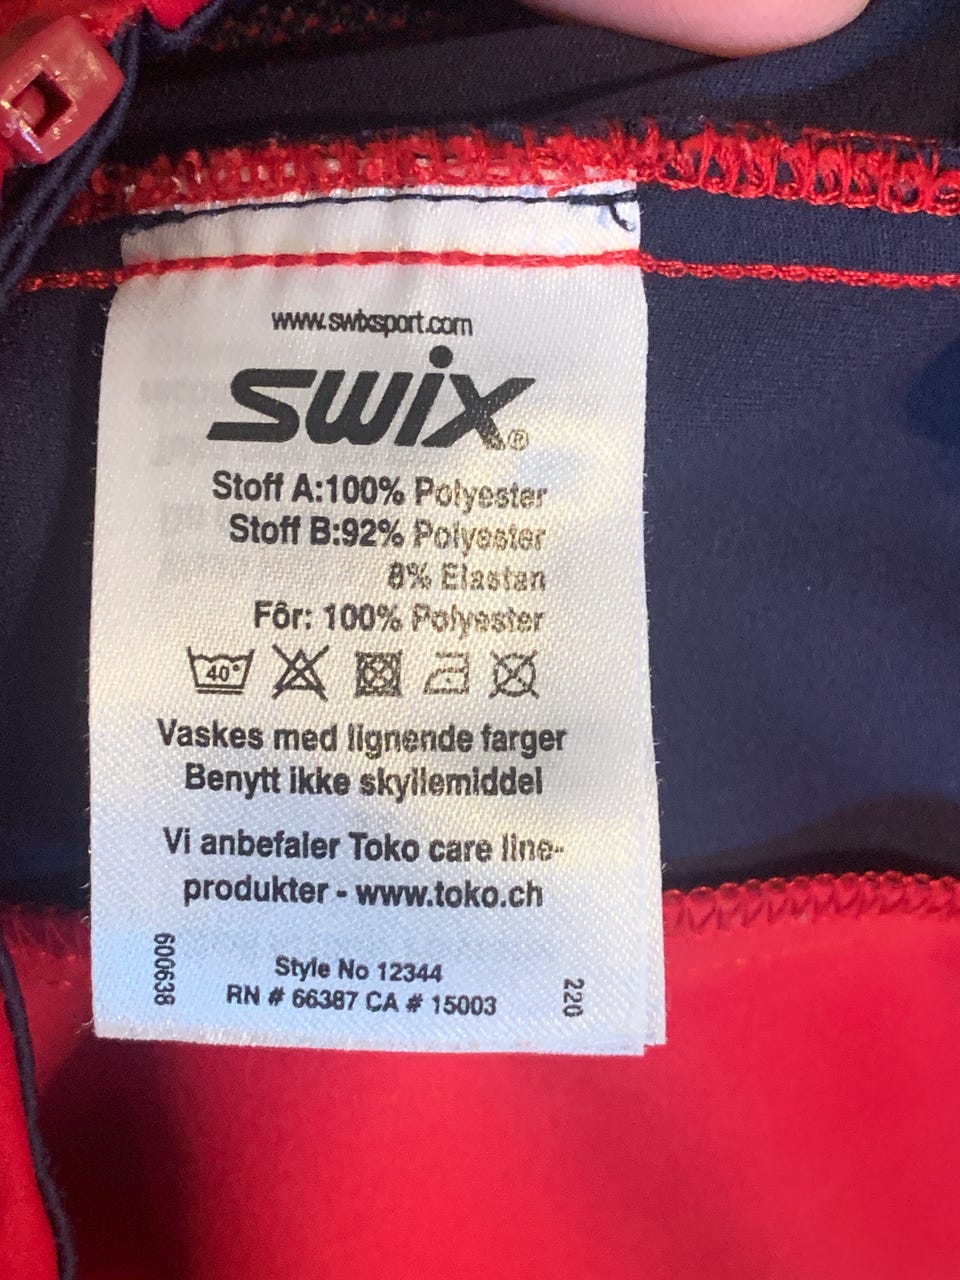 www.swixsport.com
SWiX®
Stoff A:100% Polyester
Stoff B:92% Polyester
8% Elastan
Fôr: 100% Polyester
40°
Vaskes med lignende farger
Benytt ikke skyllemiddel
Vi anbefaler Toko care line-
produkter - www.toko.ch
600638
Style No 12344
RN # 66387 CA # 15003
220